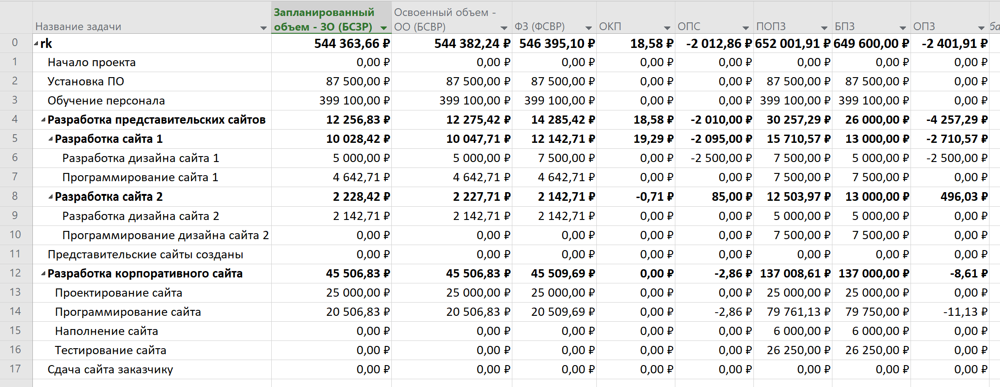 Название задачи Запланированный объем - ЗО (БСЗР) Освоенный объем - ОО (БСВР) ФЗ (ФСВР) ОКП ОПС ПОПЗ БПЗ ОПЗ ба
0 rk 544 363,66 ₽ 544 382,24 ₽ 546 395,10 ₽ 18,58 ₽ -2 012,86 ₽ 652 001,91 ₽ 649 600,00 ₽ -2 401,91 ₽
1 Начало проекта 0,00 ₽ 0,00 ₽ 0,00 ₽ 0,00 ₽ 0,00 ₽ 0,00 ₽ 0,00 ₽ 0,00 ₽
2 Установка ПО 87 500,00 ₽ 87 500,00 ₽ 87 500,00 ₽ 0,00 ₽ 0,00 ₽ 87 500,00 ₽ 87 500,00 ₽ 0,00 ₽
3 Обучение персонала 399 100,00 ₽ 399 100,00 ₽ 399 100,00 ₽ 0,00 ₽ 0,00 ₽ 399 100,00 ₽ 399 100,00 ₽ 0,00 ₽
4 Разработка представительских сайтов 12 256,83 ₽ 12 275,42 ₽ 14 285,42 ₽ 18,58 ₽ -2 010,00 ₽ 30 257,29 ₽ 26 000,00 ₽ -4 257,29 ₽
5 Разработка сайта 1 10 028,42 ₽ 10 047,71 ₽ 12 142,71 ₽ 19,29 ₽ -2 095,00 ₽ 15 710,57 ₽ 13 000,00 ₽ -2 710,57 ₽
6 Разработка дизайна сайта 1 5 000,00 ₽ 5 000,00 ₽ 7 500,00 ₽ 0,00 ₽ -2 500,00 ₽ 7 500,00 ₽ 5 000,00 ₽ -2 500,00 ₽
7 Программирование сайта 1 4 642,71 ₽ 4 642,71 ₽ 4 642,71 ₽ 0,00 ₽ 0,00 ₽ 7 500,00 ₽ 7 500,00 ₽ 0,00 ₽
8 Разработка сайта 2 2 228,42 ₽ 2 227,71 ₽ 2 142,71 ₽ -0,71 ₽ 85,00 ₽ 12 503,97 ₽ 13 000,00 ₽ 496,03 ₽
9 Разработка дизайна сайта 2 2 142,71 ₽ 2 142,71 ₽ 2 142,71 ₽ 0,00 ₽ 0,00 ₽ 5 000,00 ₽ 5 000,00 ₽ 0,00 ₽
10 Программирование дизайна сайта 2 0,00 ₽ 0,00 ₽ 0,00 ₽ 0,00 ₽ 0,00 ₽ 7 500,00 ₽ 7 500,00 ₽ 0,00 ₽
11 Представительские сайты созданы 0,00 ₽ 0,00 ₽ 0,00 ₽ 0,00 ₽ 0,00 ₽ 0,00 ₽ 0,00 ₽ 0,00 ₽
12 Разработка корпоративного сайта 45 506,83 ₽ 45 506,83 ₽ 45 509,69 ₽ 0,00 ₽ -2,86 ₽ 137 008,61 ₽ 137 000,00 ₽ -8,61 ₽
13 Проектирование сайта 25 000,00 ₽ 25 000,00 ₽ 25 000,00 ₽ 0,00 ₽ 0,00 ₽ 25 000,00 ₽ 25 000,00 ₽ 0,00 ₽
14 Программирование сайта 20 506,83 ₽ 20 506,83 ₽ 20 509,69 ₽ 0,00 ₽ -2,86 ₽ 79 761,13 ₽ 79 750,00 ₽ -11,13 ₽
15 Наполнение сайта 0,00 ₽ 0,00 ₽ 0,00 ₽ 0,00 ₽ 0,00 ₽ 6 000,00 ₽ 6 000,00 ₽ 0,00 ₽
16 Тестирование сайта 0,00 ₽ 0,00 ₽ 0,00 ₽ 0,00 ₽ 0,00 ₽ 26 250,00 ₽ 26 250,00 ₽ 0,00 ₽
17 Сдача сайта заказчику 0,00 ₽ 0,00 ₽ 0,00 ₽ 0,00 ₽ 0,00 ₽ 0,00 ₽ 0,00 ₽ 0,00 ₽